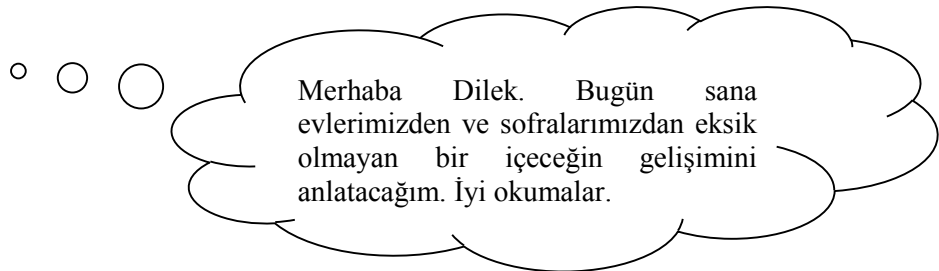 Merhaba Dilek. Bugün sana
evlerimizden ve sofralarımızdan eksik
olmayan bir içeceğin gelişimini
anlatacağım. İyi okumalar.